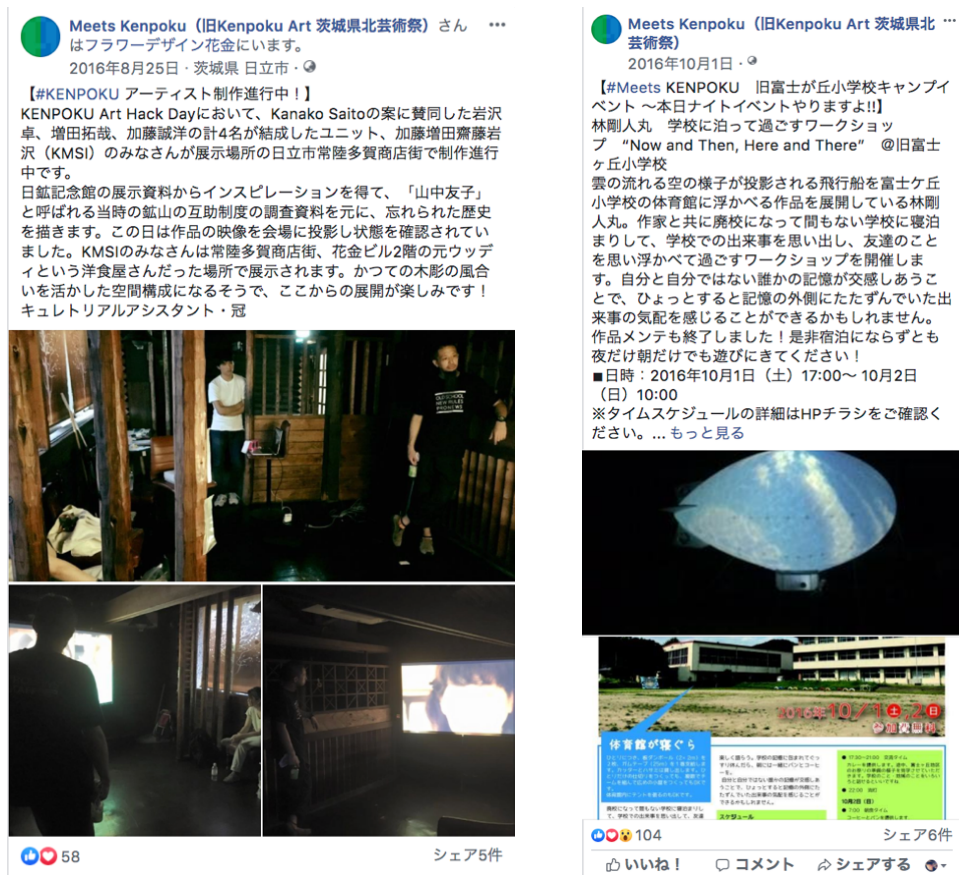 Meets Kenpoku（旧Kenpoku Art 茨城県北芸術祭）さん
はフラワーデザイン花金にいます。
2016年8月25日・茨城県 日立市・
【#KENPOKU アーティスト制作進行中！】
KENPOKU Art Hack Dayにおいて、Kanako Saitoの案に賛同した岩沢
卓、増田拓哉、加藤誠洋の計4名が結成したユニット、加藤増田齋藤岩
沢（KMSI）のみなさんが展示場所の日立市常陸多賀商店街で制作進行
中です。
日鉱記念館の展示資料からインスピレーションを得て、「山中友子」
と呼ばれる当時の鉱山の互助制度の調査資料を元に、忘れられた歴史
を描きます。この日は作品の映像を会場に投影し状態を確認されてい
ました。KMSIのみなさんは常陸多賀商店街、花金ビル2階の元ウッデ
ィという洋食屋さんだった場所で展示されます。かつての木彫の風合
いを活かした空間構成になるそうで、ここからの展開が楽しみです！
キュレトリアルアシスタント・冠
OLD SCHOOL
NEW RULES
58
シェア5件
Meets Kenpoku（旧Kenpoku Art 茨城県北
芸術祭）
2016年10月1日・
【#Meets KENPOKU　旧富士が丘小学校キャンプイ
ベント 〜本日ナイトイベントやりますよ!!】
林剛人丸　学校に泊って過ごすワークショッ
プ　“Now and Then, Here and There”　@旧富士
ヶ丘小学校
雲の流れる空の様子が投影される飛行船を富士ケ丘
小学校の体育館に浮かべる作品を展開している林剛
人丸。作家と共に廃校になって間もない学校に寝泊
まりして、学校での出来事を思い出し、友達のこと
を思い浮かべて過ごすワークショップを開催しま
す。自分と自分ではない誰かの記憶が交感しあうこ
とで、ひょっとすると記憶の外側にたたずんでいた出
来事の気配を感じることができるかもしれません。
作品メンテも終了しました！是非宿泊にならずとも
夜だけ朝だけでも遊びにきてください！
■日時：2016年10月1日（土）17:00〜 10月2日
（日）10:00
※タイムスケジュールの詳細はHPチラシをご確認く
ださい。... もっと見る
2016年10/1土,2日
参加費無料
体育館が寝ぐら
スケジュール
10月2日（日）
104
シェア6件
いいね！
コメント
シェアする